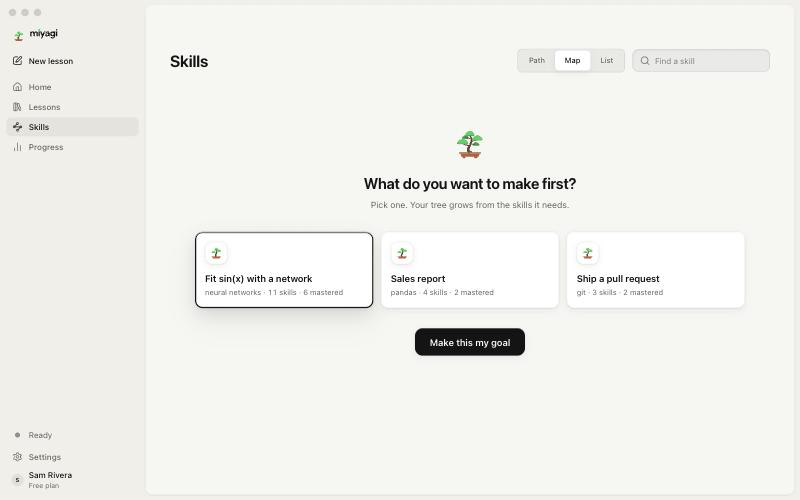 miyagi
New lesson
Home
Lessons
Skills
Progress
Ready
Settings
S
Sam Rivera
Free plan
Skills
Path
Map
List
Find a skill
What do you want to make first?
Pick one. Your tree grows from the skills it needs.
Fit sin(x) with a network
neural networks · 11 skills · 6 mastered
Sales report
pandas · 4 skills · 2 mastered
Ship a pull request
git · 3 skills · 2 mastered
Make this my goal